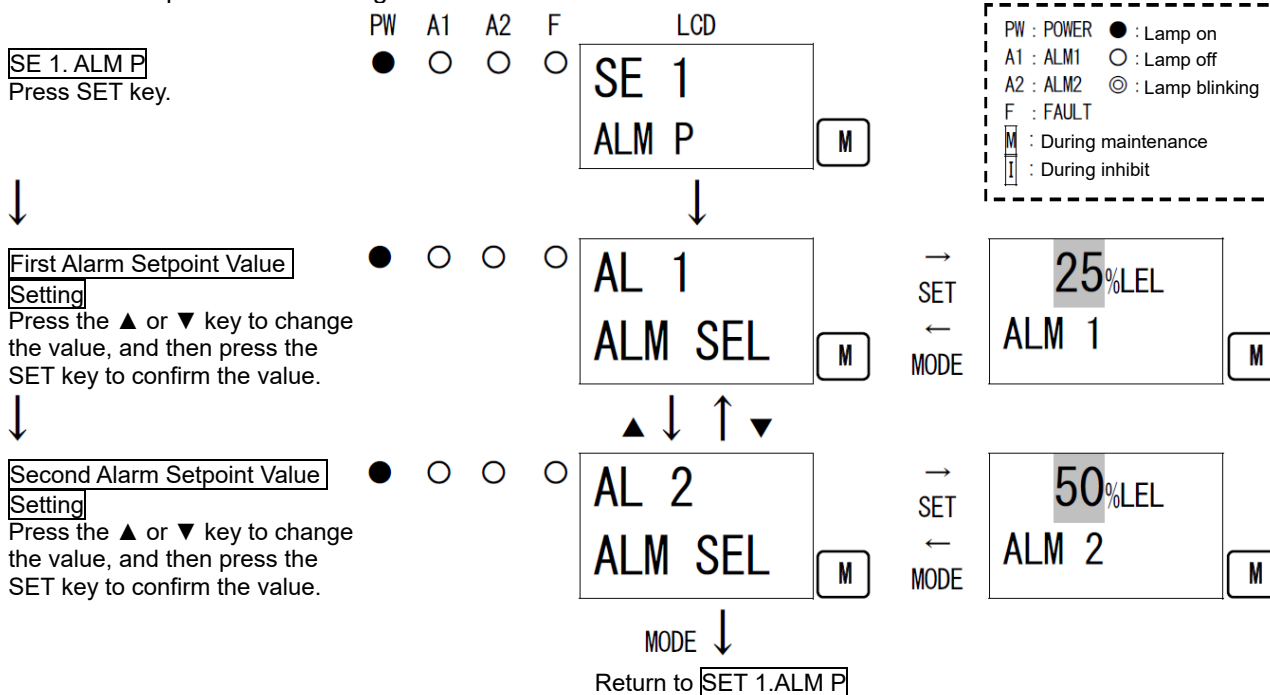 PW A1 A2 F LCD
SE 1. ALM P
Press SET key.
● ○ ○ ○
SE 1
ALM P
M
PW : POWER ● : Lamp on
A1 : ALM1 ○ : Lamp off
A2 : ALM2 ◎ : Lamp blinking
F : FAULT
M : During maintenance
I : During inhibit
↓ ↓
First Alarm Setpoint Value
Setting
Press the ▲ or ▼ key to change
the value, and then press the
SET key to confirm the value.
● ○ ○ ○
AL 1
ALM SEL
M
→
SET
←
MODE
25%LEL
ALM 1
M
↓ ▲ ↓ ↑ ▼
Second Alarm Setpoint Value
Setting
Press the ▲ or ▼ key to change
the value, and then press the
SET key to confirm the value.
● ○ ○ ○
AL 2
ALM SEL
M
→
SET
←
MODE
50%LEL
ALM 2
M
MODE ↓
Return to SET 1.ALM P